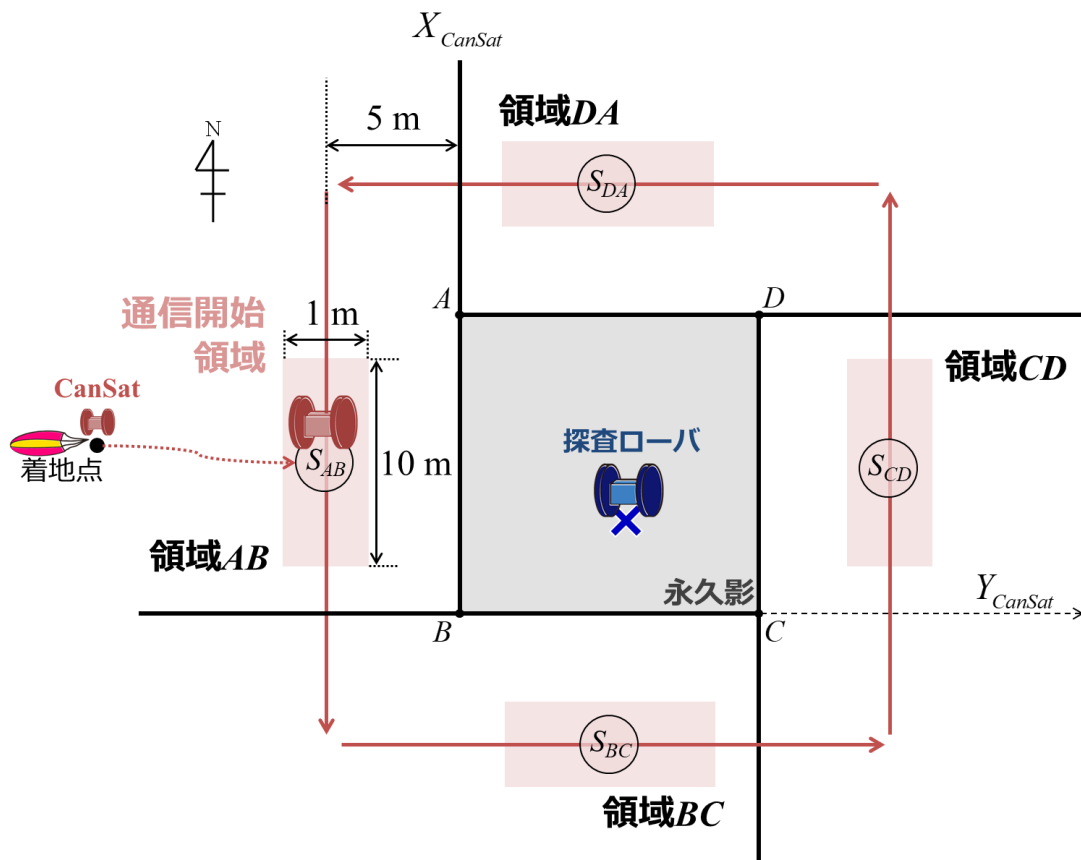 X_CanSat
領域DA
5 m
N
S_DA
A
D
通信開始
領域
1 m
領域CD
CanSat
着地点
S_AB
10 m
探査ローバ
S_CD
領域AB
永久影
Y_CanSat
B
C
S_BC
領域BC